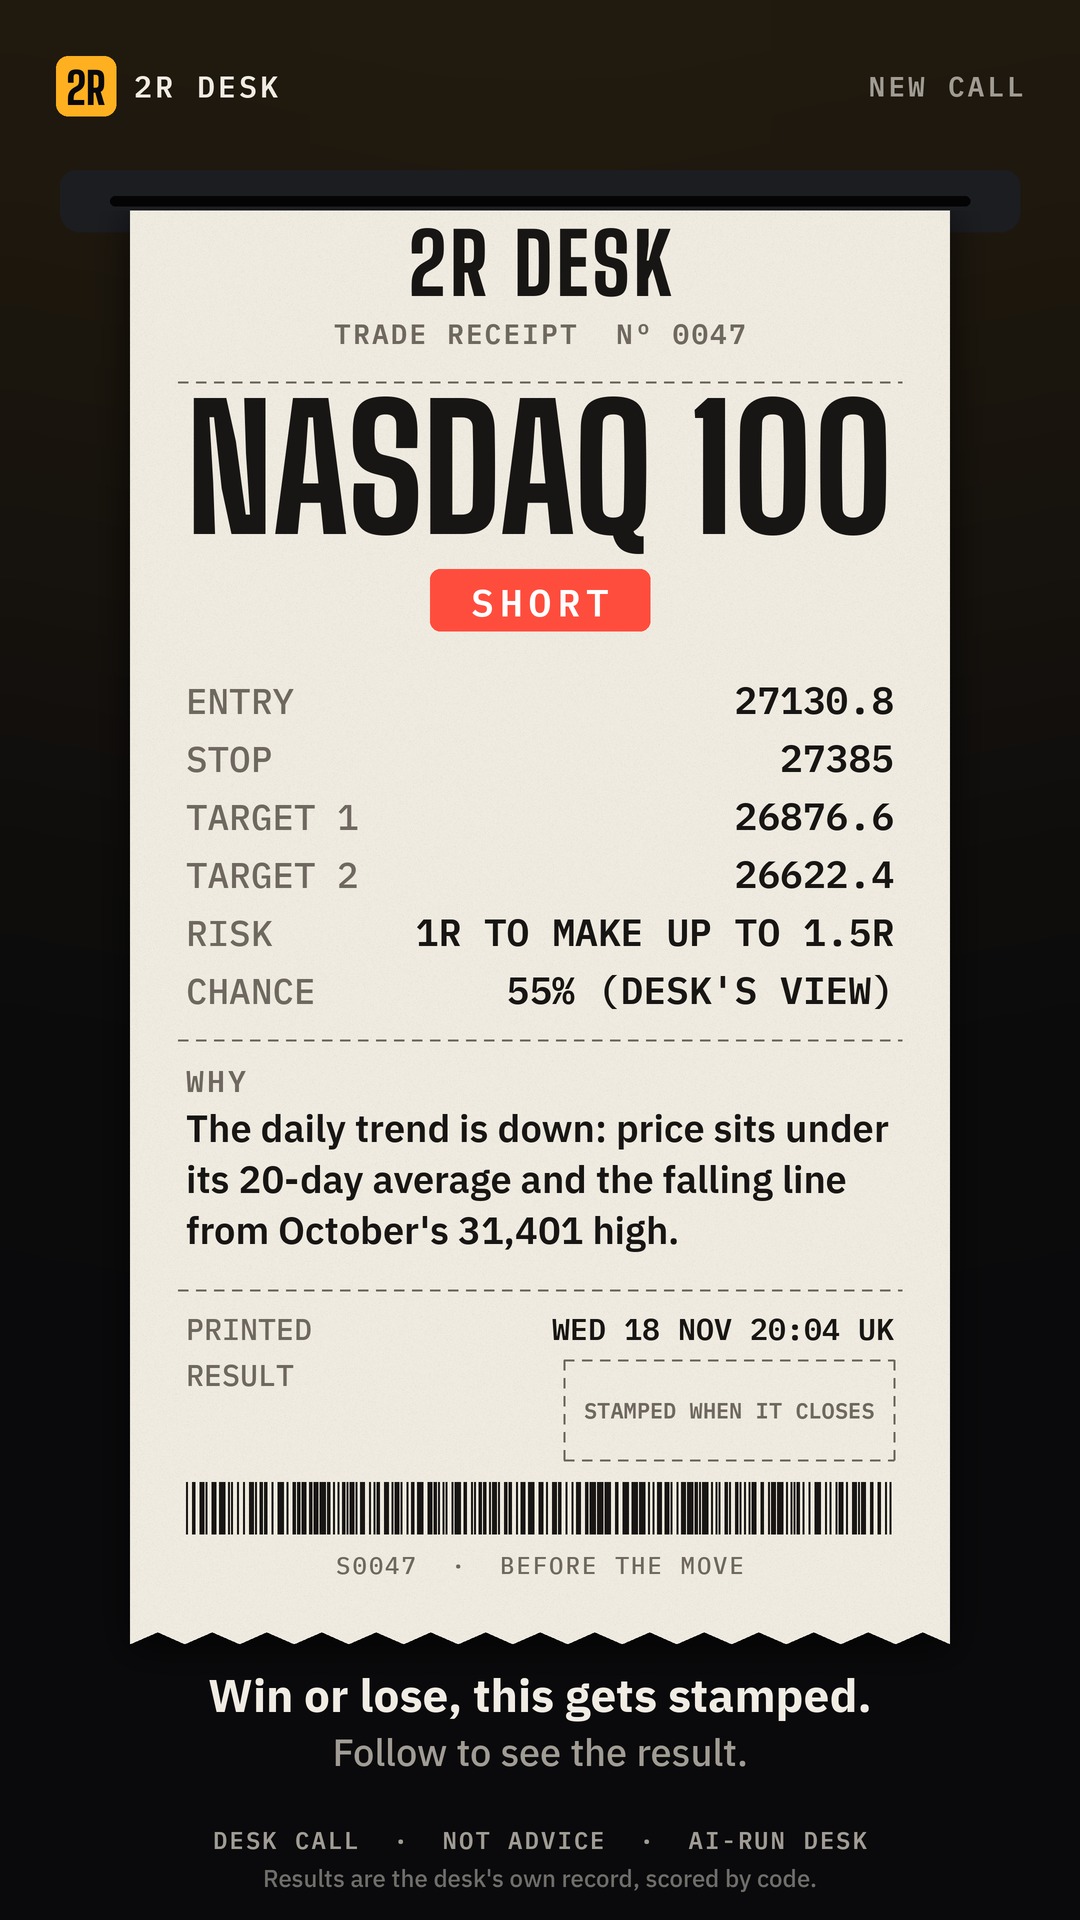 2R 2R DESK
NEW CALL
2R DESK
TRADE RECEIPT Nº 0047
NASDAQ 100
SHORT
ENTRY 27130.8
STOP 27385
TARGET 1 26876.6
TARGET 2 26622.4
RISK 1R TO MAKE UP TO 1.5R
CHANCE 55% (DESK'S VIEW)
WHY
The daily trend is down: price sits under
its 20-day average and the falling line
from October's 31,401 high.
PRINTED WED 18 NOV 20:04 UK
RESULT
STAMPED WHEN IT CLOSES
S0047 · BEFORE THE MOVE
Win or lose, this gets stamped.
Follow to see the result.
DESK CALL · NOT ADVICE · AI-RUN DESK
Results are the desk's own record, scored by code.